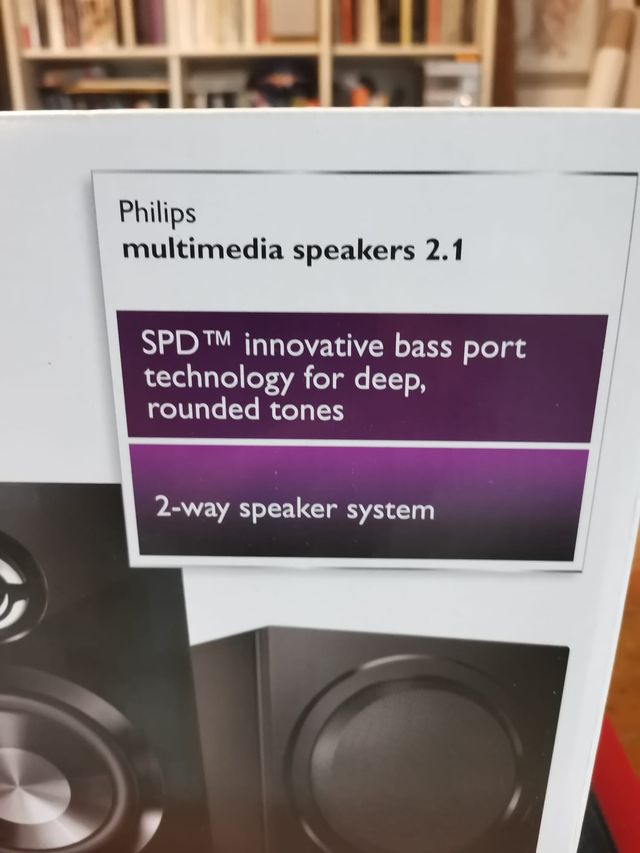 Philips
multimedia speakers 2.1
SPD™ innovative bass port
technology for deep,
rounded tones
2-way speaker system